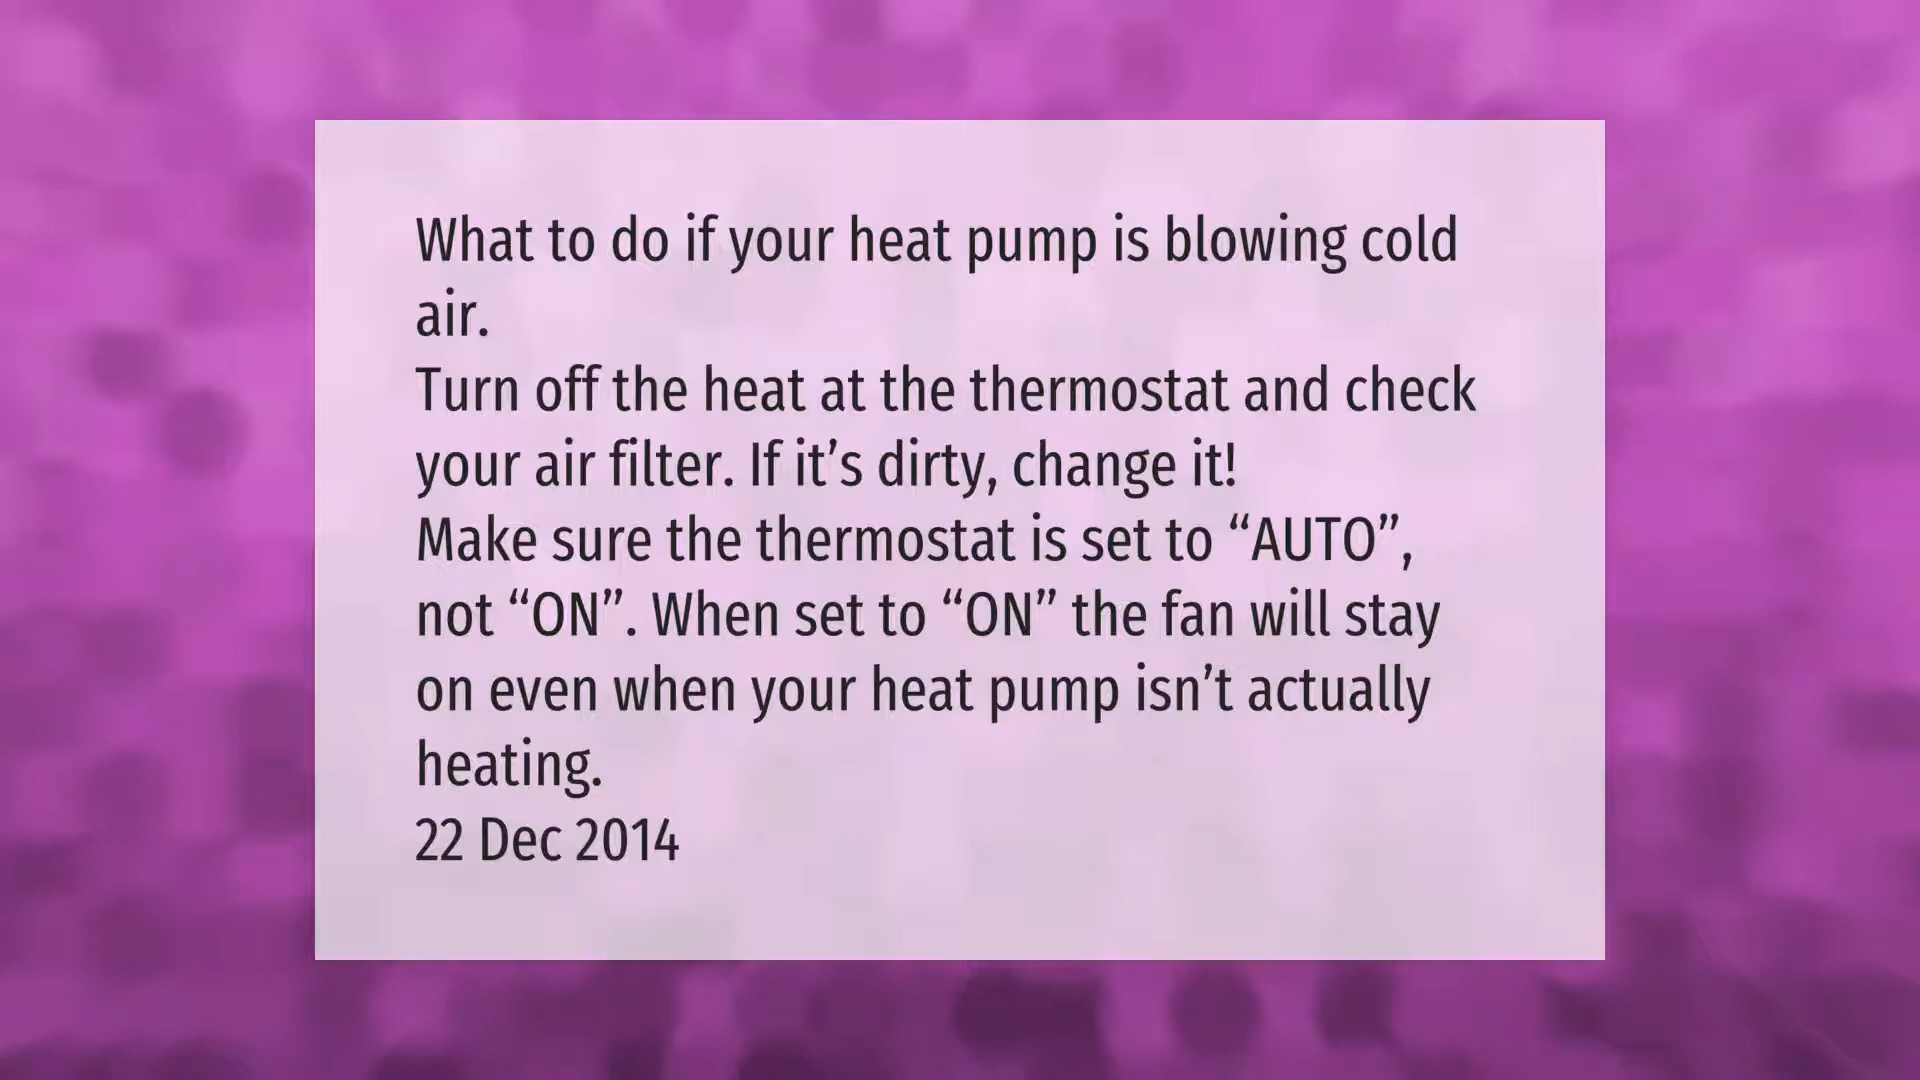 What to do if your heat pump is blowing cold
air.
Turn off the heat at the thermostat and check
your air filter. If it’s dirty, change it!
Make sure the thermostat is set to “AUTO”,
not “ON”. When set to “ON” the fan will stay
on even when your heat pump isn’t actually
heating.
22 Dec 2014